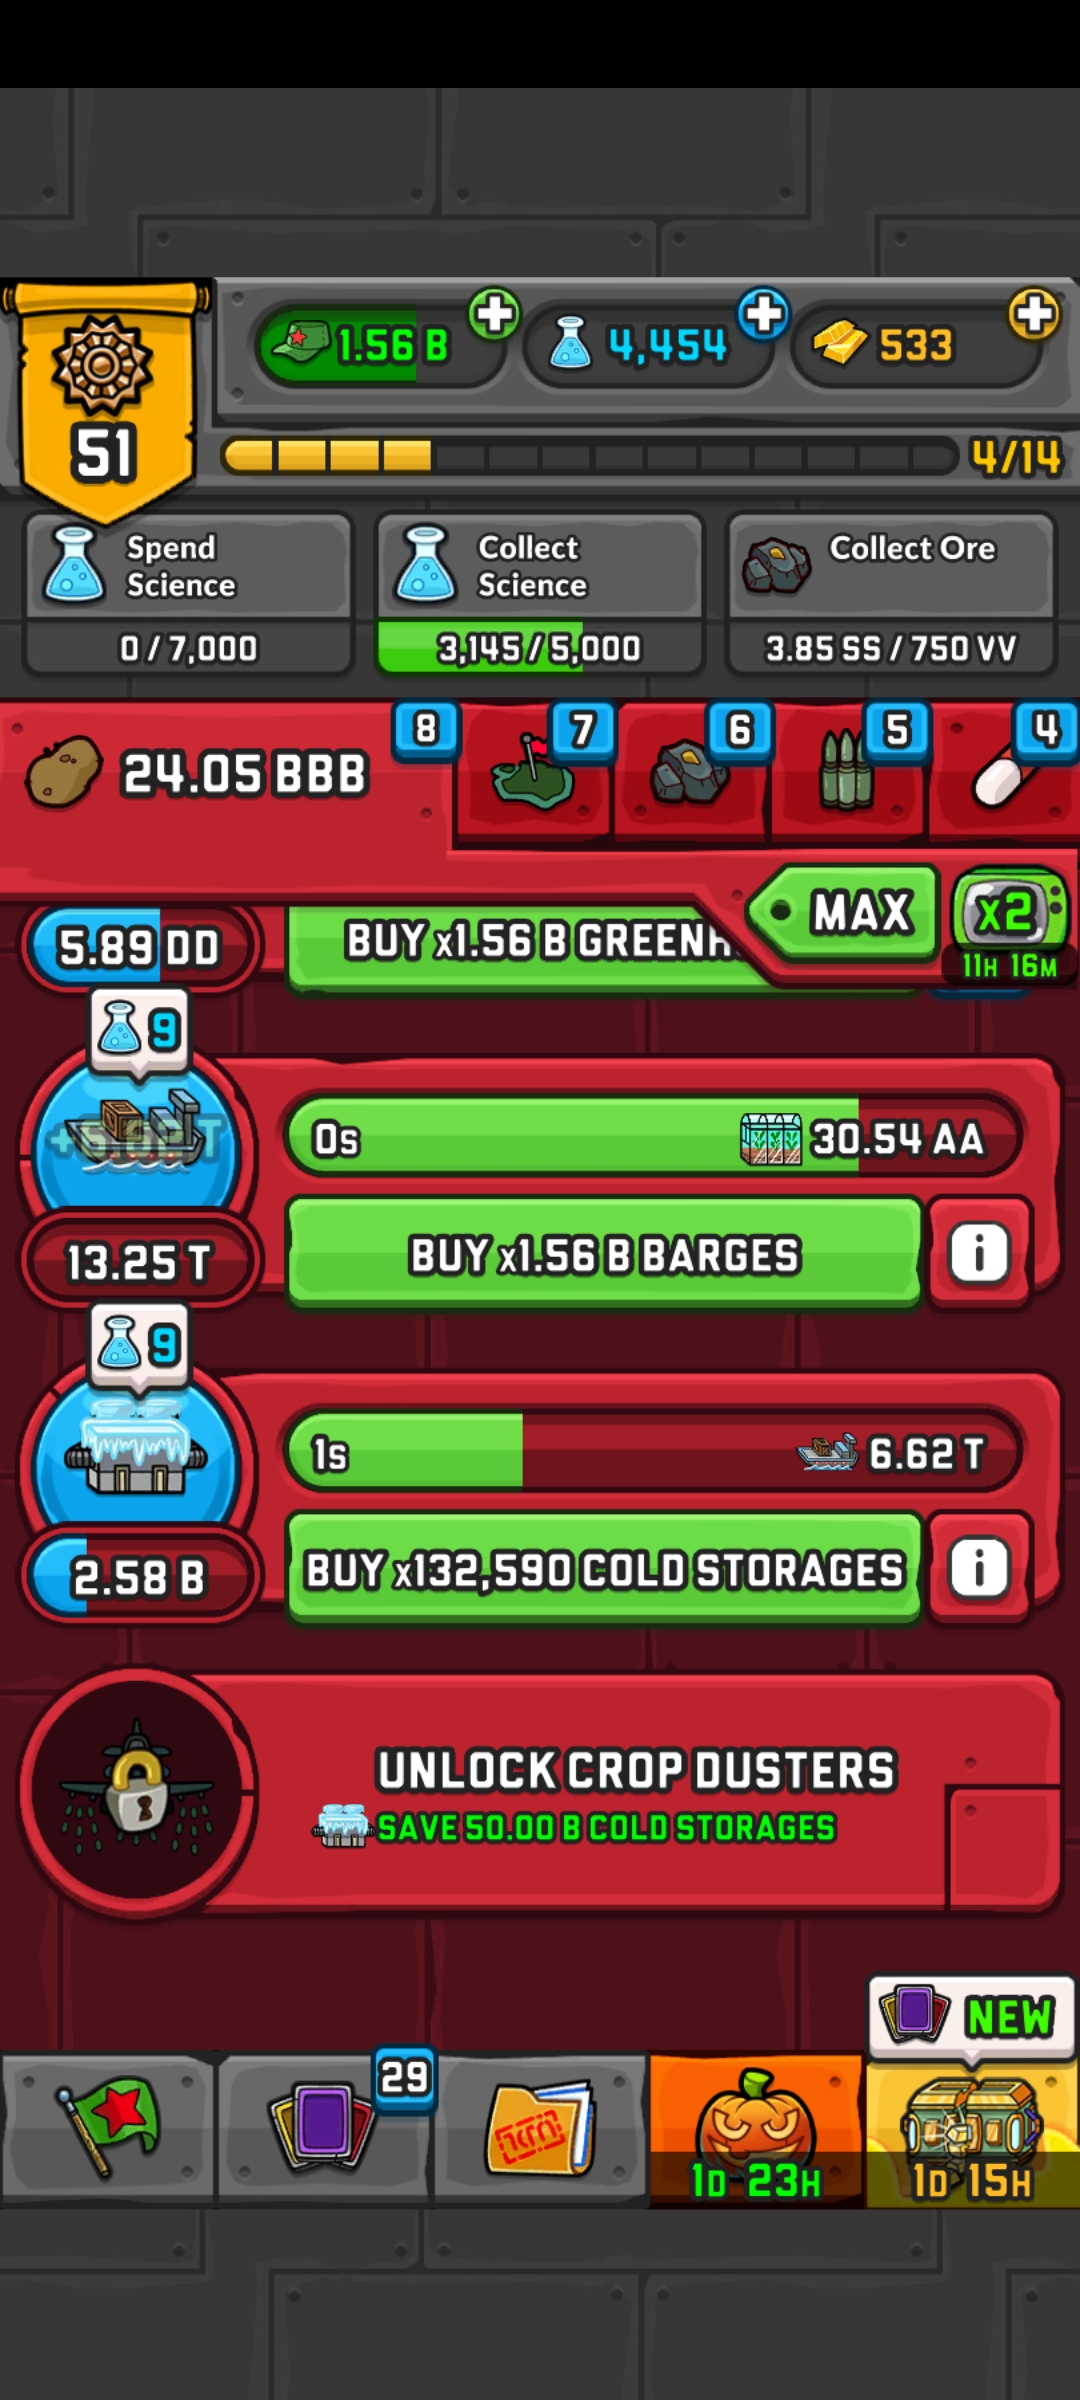 1.56 B
4,454
533
51
4/14
Spend
Science
Collect
Science
Collect Ore
0 / 7,000
3,145 / 5,000
3.85 SS / 750 VV
24.05 BBB
8
7
6
5
4
MAX
x2
11H 16M
5.89 DD
BUY x1.56 B GREENH
9
0s
30.54 AA
13.25 T
BUY x1.56 B BARGES
i
9
1s
6.62 T
2.58 B
BUY x132,590 COLD STORAGES
i
UNLOCK CROP DUSTERS
SAVE 50.00 B COLD STORAGES
NEW
29
1D 23H
1D 15H